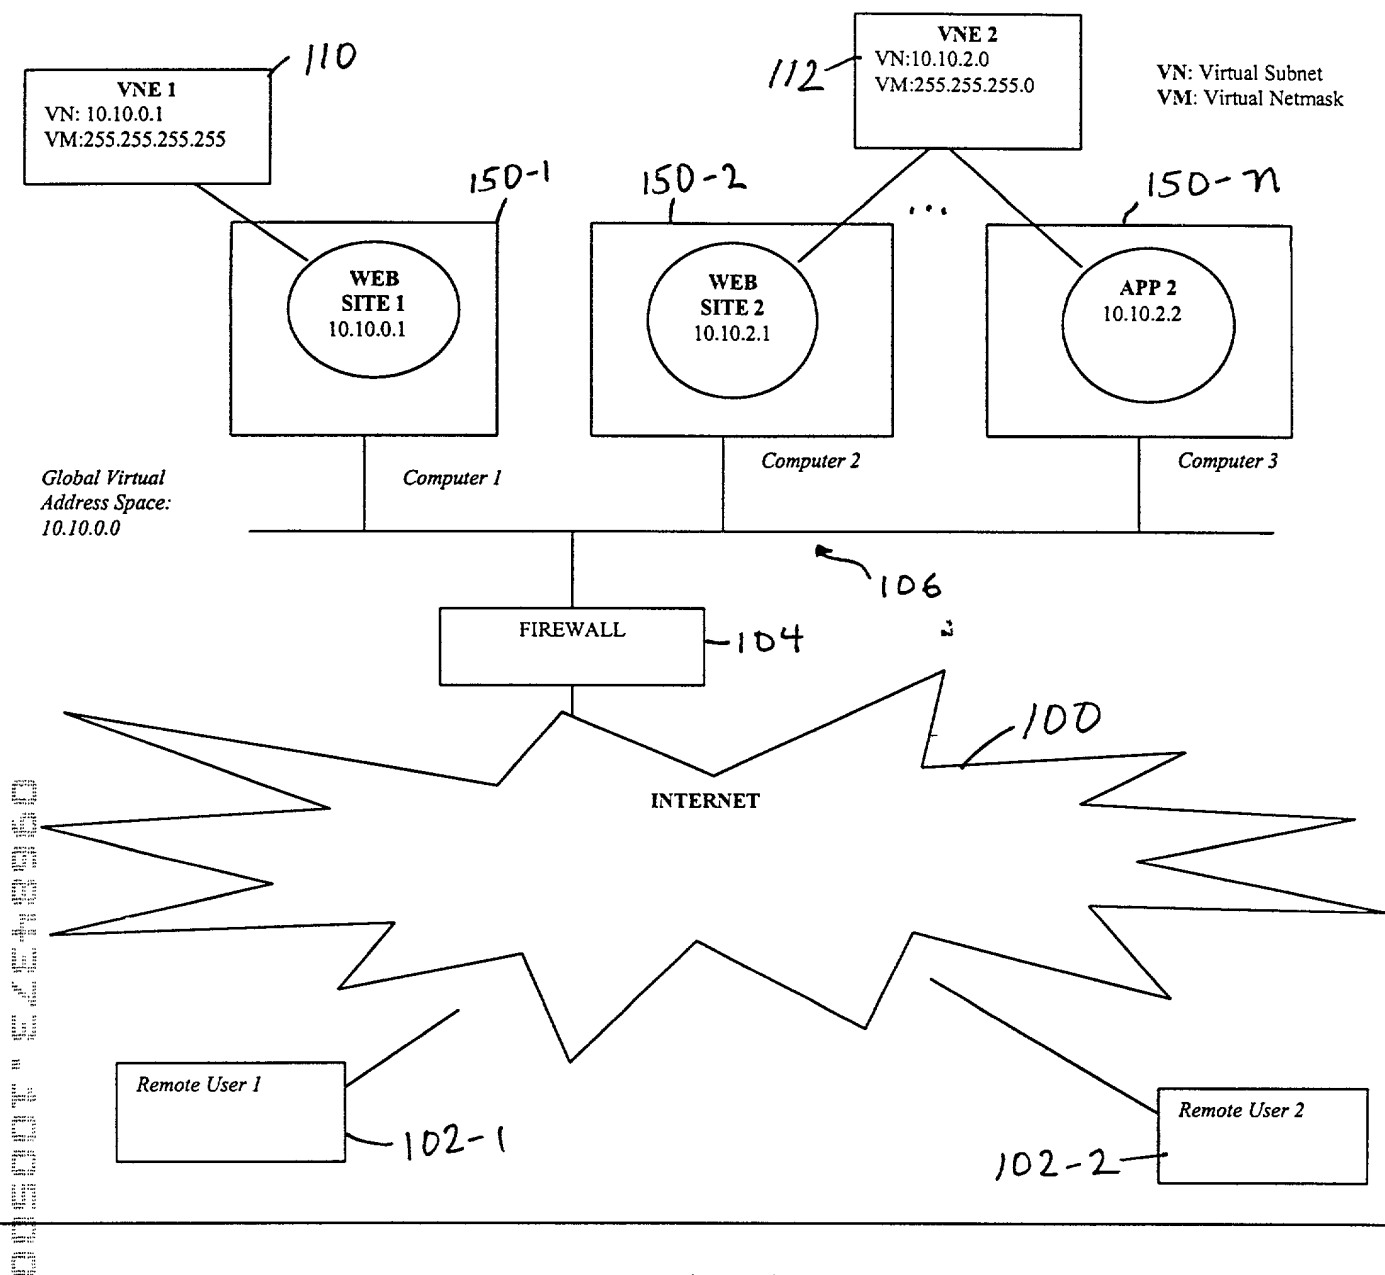 VNE 1
VN: 10.10.0.1
VM:255.255.255.255
110
VNE 2
VN:10.10.2.0
VM:255.255.255.0
112
VN: Virtual Subnet
VM: Virtual Netmask
150-1
150-2
...
150-n
WEB
SITE 1
10.10.0.1
WEB
SITE 2
10.10.2.1
APP 2
10.10.2.2
Computer 1
Computer 2
Computer 3
Global Virtual
Address Space:
10.10.0.0
106
FIREWALL
104
100
INTERNET
Remote User 1
102-1
Remote User 2
102-2